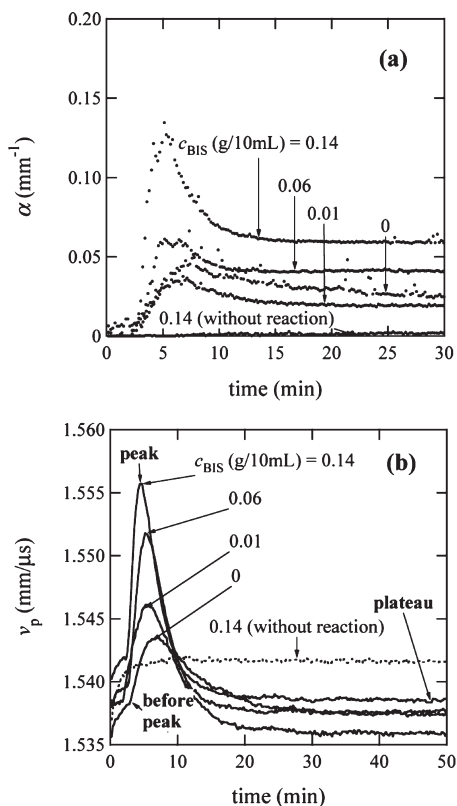 0.20
(a)
0.15
c_BIS (g/10mL) = 0.14
α (mm⁻¹)
0.10
0.06
0.01
0
0.05
0.14 (without reaction)
0
0 5 10 15 20 25 30
time (min)
1.560
peak
c_BIS (g/10mL) = 0.14
(b)
1.555
0.06
1.550
0.01
v_p (mm/μs)
0
plateau
1.545
0.14 (without reaction)
1.540
before
peak
1.535
0 10 20 30 40 50
time (min)